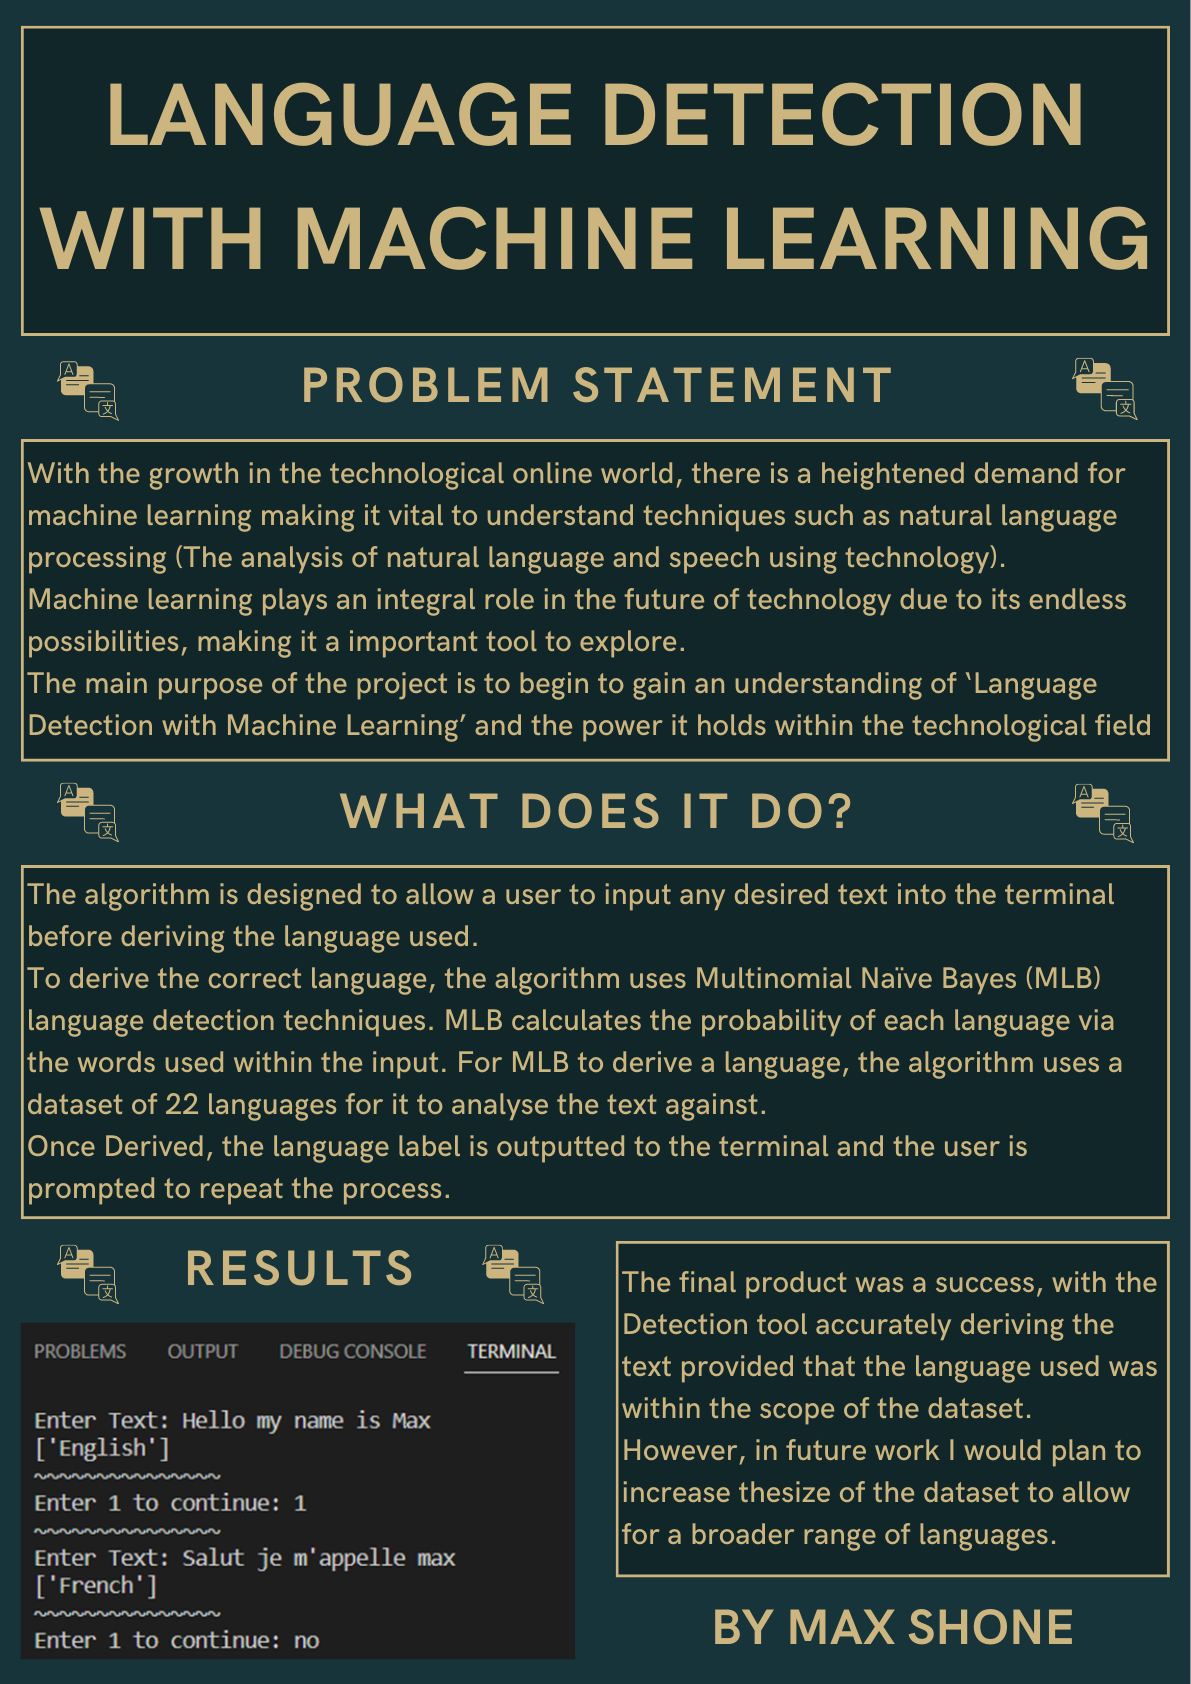 LANGUAGE DETECTION
WITH MACHINE LEARNING
A
文
PROBLEM STATEMENT
A
文
With the growth in the technological online world, there is a heightened demand for
machine learning making it vital to understand techniques such as natural language
processing (The analysis of natural language and speech using technology).
Machine learning plays an integral role in the future of technology due to its endless
possibilities, making it a important tool to explore.
The main purpose of the project is to begin to gain an understanding of ‘Language
Detection with Machine Learning’ and the power it holds within the technological field
A
文
WHAT DOES IT DO?
A
文
The algorithm is designed to allow a user to input any desired text into the terminal
before deriving the language used.
To derive the correct language, the algorithm uses Multinomial Naïve Bayes (MLB)
language detection techniques. MLB calculates the probability of each language via
the words used within the input. For MLB to derive a language, the algorithm uses a
dataset of 22 languages for it to analyse the text against.
Once Derived, the language label is outputted to the terminal and the user is
prompted to repeat the process.
A
文
RESULTS
A
文
PROBLEMS OUTPUT DEBUG CONSOLE TERMINAL
Enter Text: Hello my name is Max
['English']
~~~~~~~~~~~~~~~
Enter 1 to continue: 1
~~~~~~~~~~~~~~~
Enter Text: Salut je m'appelle max
['French']
~~~~~~~~~~~~~~~
Enter 1 to continue: no
The final product was a success, with the
Detection tool accurately deriving the
text provided that the language used was
within the scope of the dataset.
However, in future work I would plan to
increase thesize of the dataset to allow
for a broader range of languages.
BY MAX SHONE